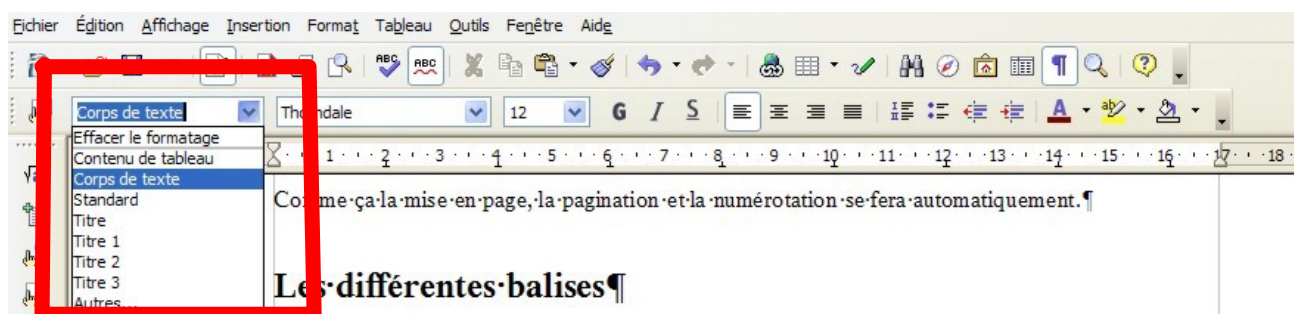 Fichier Édition Affichage Insertion Format Tableau Outils Fenêtre Aide
ABC ABC
Corps de texte 12 G I S A
Effacer le formatage
1 2 3 4 5 6 7 8 9 10 11 12 13 14 15 16 17 18
Contenu de tableau
Corps de texte
Standard
Comme·ça·la·mise·en·page,·la·pagination·et·la·numérotation·se·fera·automatiquement.¶
Titre
Titre 1
Titre 2
Titre 3
Les·différentes·balises¶
Autres...